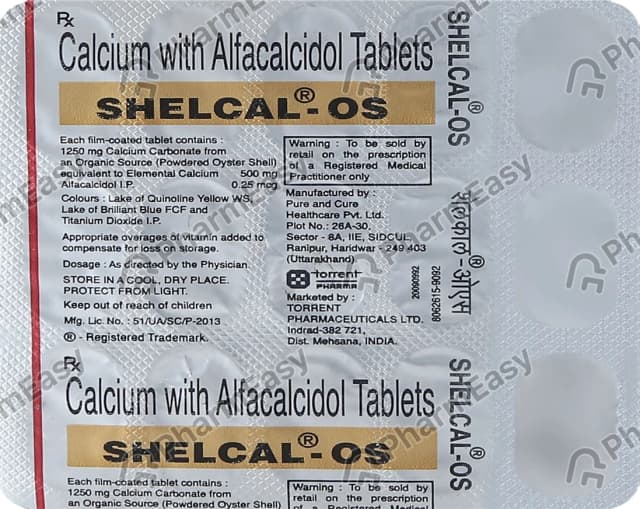 Rx
Calcium with Alfacalcidol Tablets
SHELCAL®-OS
Each film-coated tablet contains :
1250 mg Calcium Carbonate from
an Organic Source (Powdered Oyster Shell)
equivalent to Elemental Calcium 500 mg
Alfacalcidol I.P. 0.25 mcg
Colours : Lake of Quinoline Yellow WS,
Lake of Brilliant Blue FCF and
Titanium Dioxide I.P.
Appropriate overages of vitamin added to
compensate for loss on storage.
Dosage : As directed by the Physician.
STORE IN A COOL, DRY PLACE.
PROTECT FROM LIGHT.
Keep out of reach of children
Mfg. Lic. No. : 51/UA/SC/P-2013
® - Registered Trademark.
Warning : To be sold by
retail on the prescription
of a Registered Medical
Practitioner only
Manufactured by :
Pure and Cure
Healthcare Pvt. Ltd.
Plot No. : 26A-30,
Sector - 8A, IIE, SIDCUL,
Ranipur, Haridwar - 249 403
(Uttarakhand)
torrent
PHARMA
Marketed by :
TORRENT
PHARMACEUTICALS LTD.
Indrad-382 721,
Dist. Mehsana, INDIA.
SHELCAL®-OS
शेलकाल®-ओएस
8062615-9092
Rx
Calcium with Alfacalcidol Tablets
SHELCAL®-OS
Each film-coated tablet contains :
1250 mg Calcium Carbonate from
an Organic Source (Powdered Oyster Shell)
Warning : To be sold by
retail on the prescription
of a Registered Medical
SHELCAL®-OS
PharmEasy